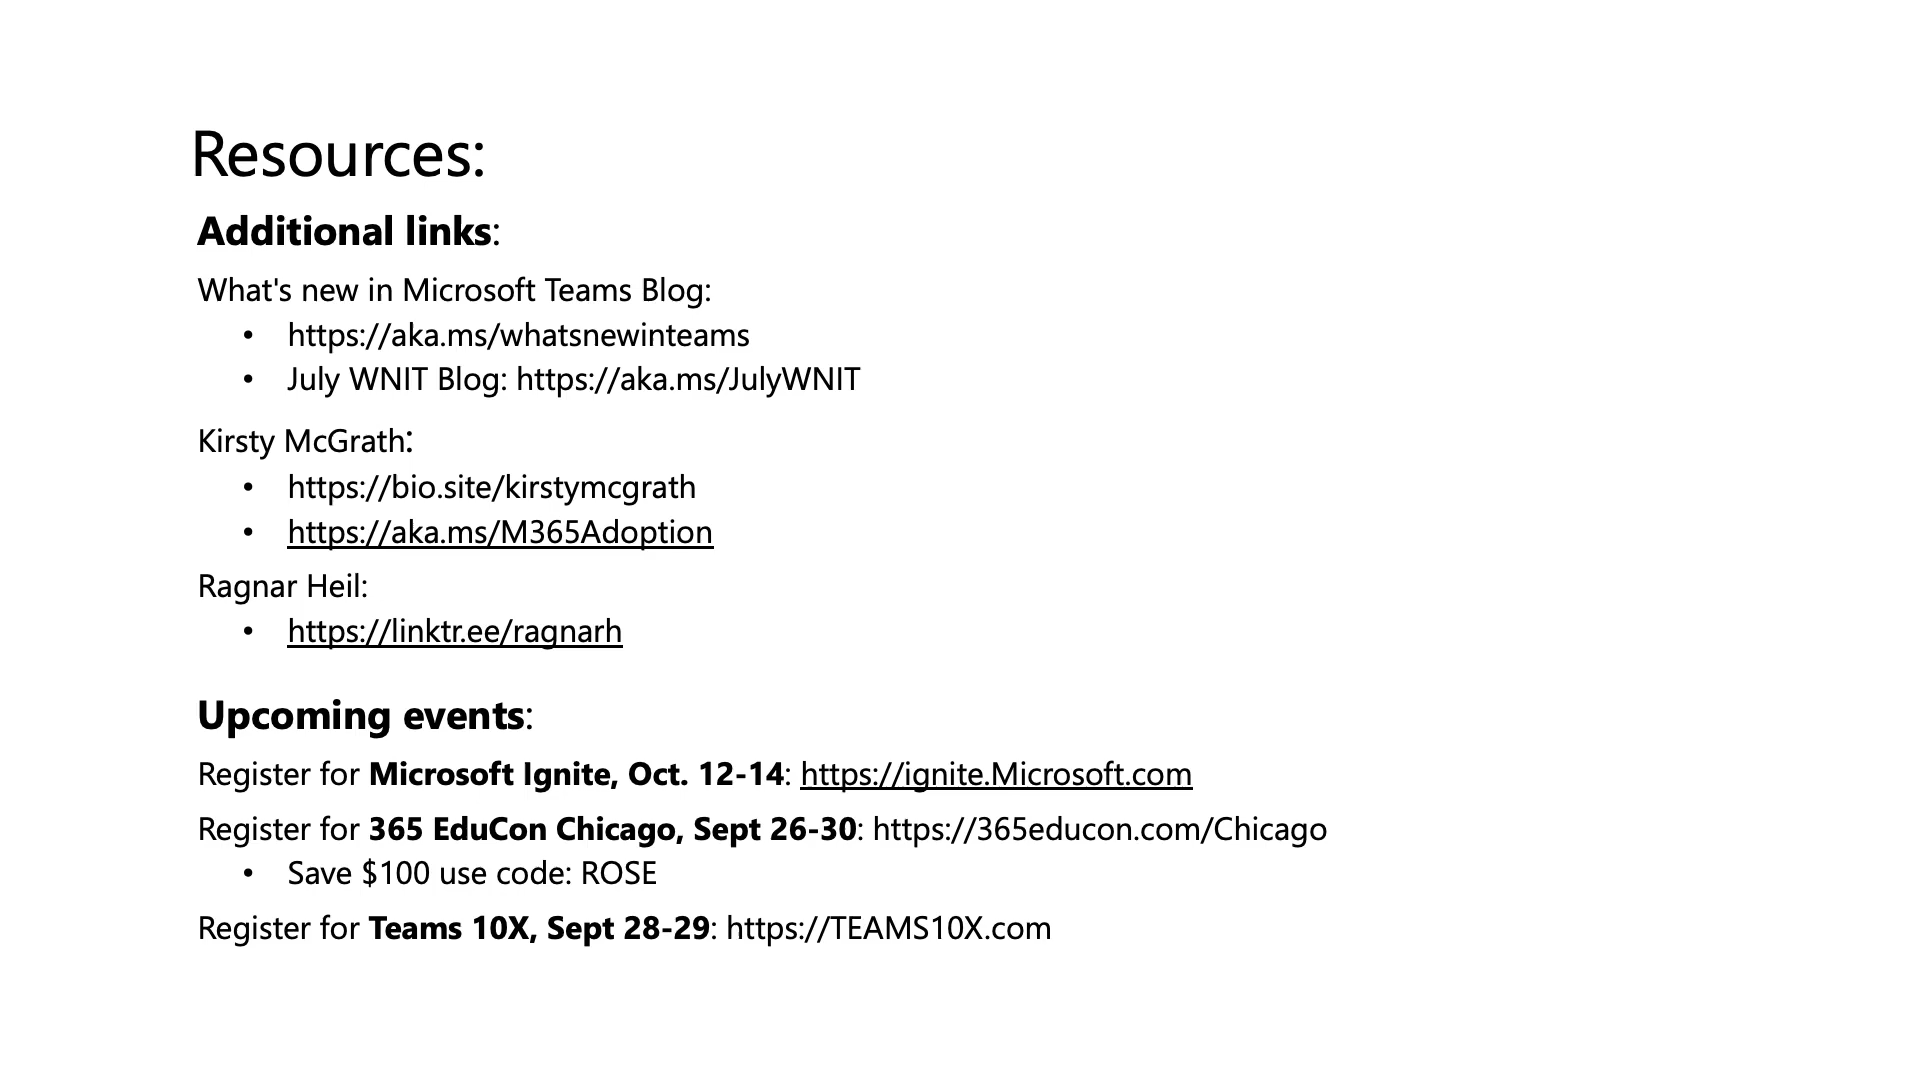 Resources:
Additional links:
What's new in Microsoft Teams Blog:
• https://aka.ms/whatsnewinteams
• July WNIT Blog: https://aka.ms/JulyWNIT
Kirsty McGrath:
• https://bio.site/kirstymcgrath
• https://aka.ms/M365Adoption
Ragnar Heil:
• https://linktr.ee/ragnarh
Upcoming events:
Register for Microsoft Ignite, Oct. 12-14: https://ignite.Microsoft.com
Register for 365 EduCon Chicago, Sept 26-30: https://365educon.com/Chicago
• Save $100 use code: ROSE
Register for Teams 10X, Sept 28-29: https://TEAMS10X.com